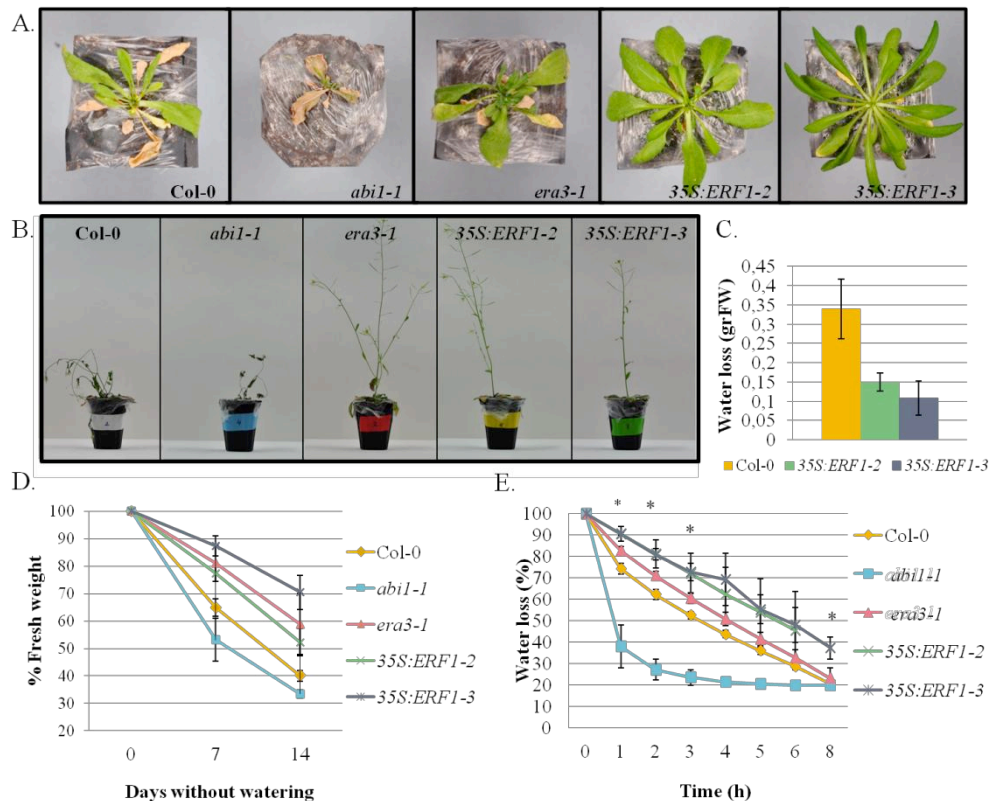 A.
Col-0 abi1-1 era3-1 35S:ERF1-2 35S:ERF1-3
B.
Col-0 abi1-1 era3-1 35S:ERF1-2 35S:ERF1-3
C.
Water loss (grFW)
0,45
0,4
0,35
0,3
0,25
0,2
0,15
0,1
0,05
0
Col-0 35S:ERF1-2 35S:ERF1-3
D.
% Fresh weight
100
90
80
70
60
50
40
30
20
0 7 14
Days without watering
Col-0
abi1-1
era3-1
35S:ERF1-2
35S:ERF1-3
E.
Water loss (%)
100
90
80
70
60
50
40
30
20
10
0
* * * *
0 1 2 3 4 5 6 8
Time (h)
Col-0
abi1-1
era3-1
35S:ERF1-2
35S:ERF1-3